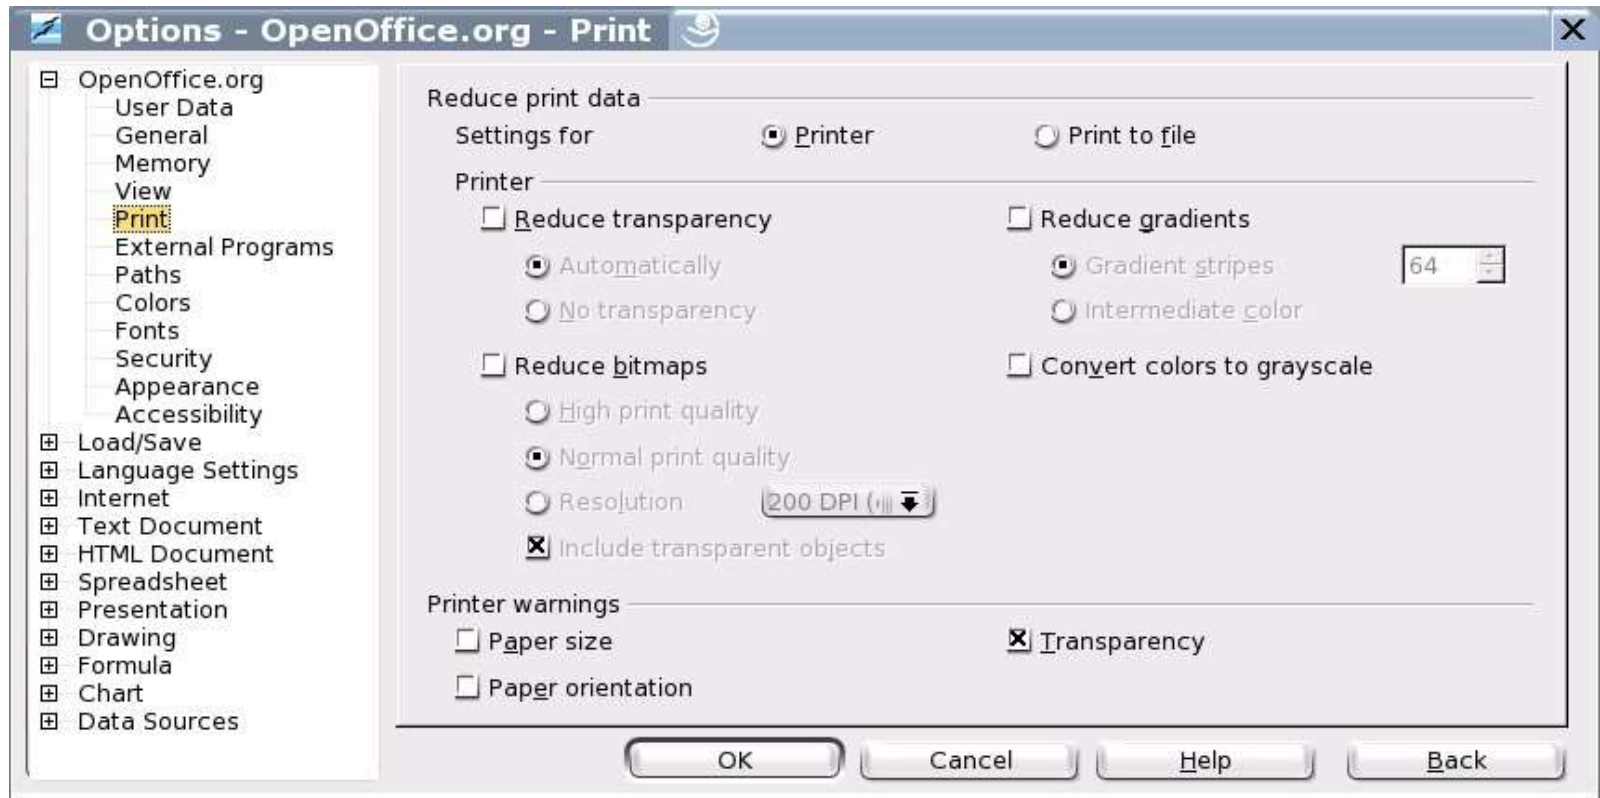 Options - OpenOffice.org - Print
OpenOffice.org
User Data
General
Memory
View
Print
External Programs
Paths
Colors
Fonts
Security
Appearance
Accessibility
Load/Save
Language Settings
Internet
Text Document
HTML Document
Spreadsheet
Presentation
Drawing
Formula
Chart
Data Sources
Reduce print data
Settings for Printer Print to file
Printer
Reduce transparency Reduce gradients
Automatically Gradient stripes 64
No transparency Intermediate color
Reduce bitmaps Convert colors to grayscale
High print quality
Normal print quality
Resolution 200 DPI (
Include transparent objects
Printer warnings
Paper size Transparency
Paper orientation
OK Cancel Help Back